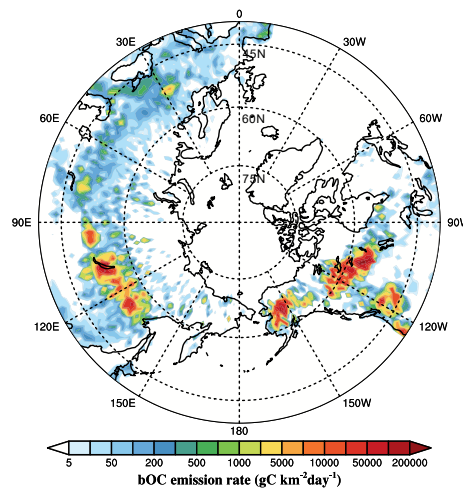 0
30E
30W
45N
60E
60W
60N
75N
90E
90W
120E
120W
150E
150W
180
5 50 200 500 1000 5000 10000 50000 200000
bOC emission rate (gC km⁻²day⁻¹)